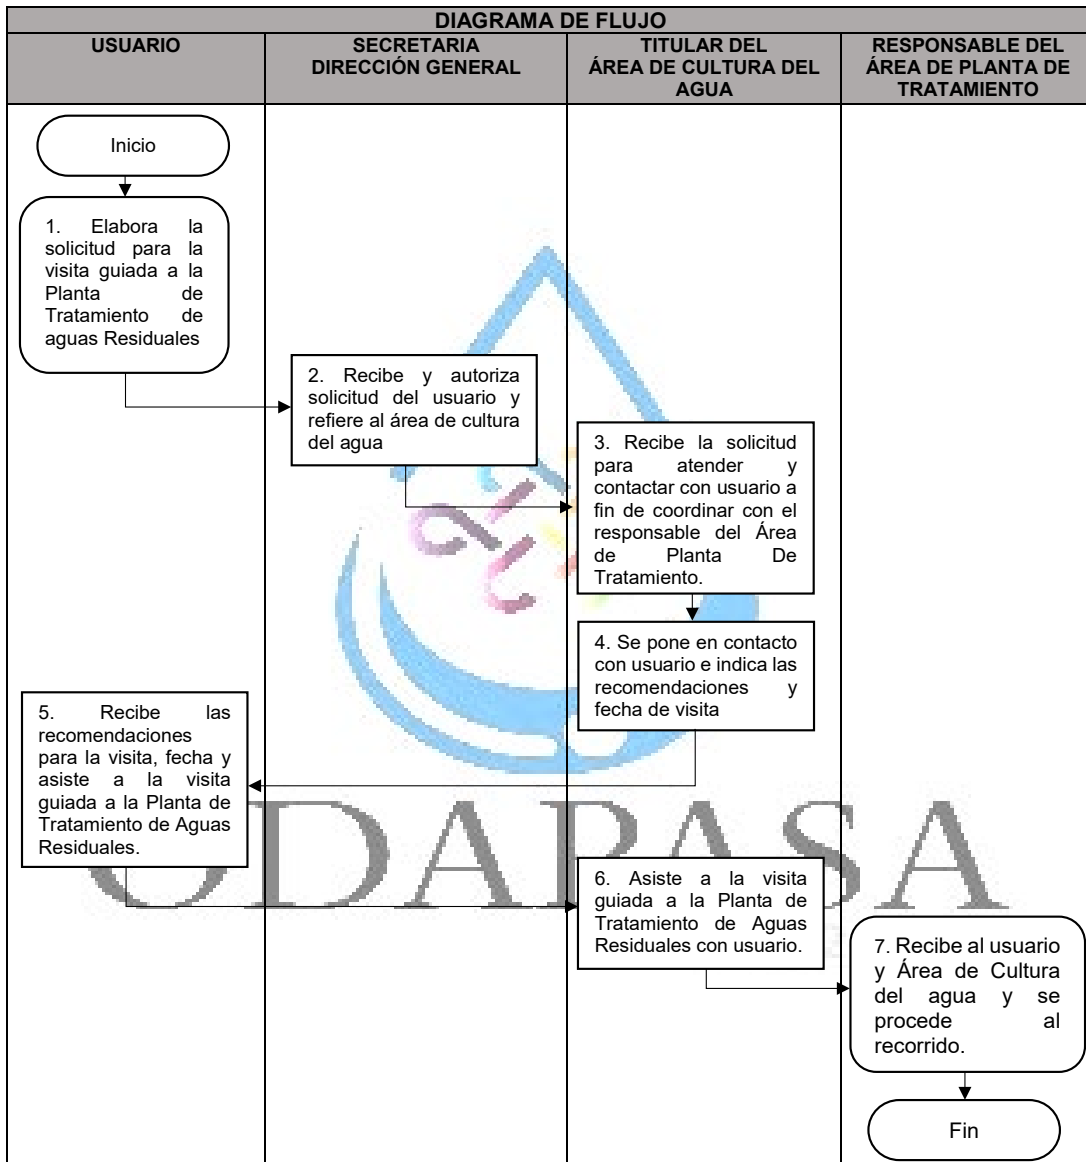 DIAGRAMA DE FLUJO
USUARIO
SECRETARIA
DIRECCIÓN GENERAL
TITULAR DEL
ÁREA DE CULTURA DEL
AGUA
RESPONSABLE DEL
ÁREA DE PLANTA DE
TRATAMIENTO
Inicio
1. Elabora la
solicitud para la
visita guiada a la
Planta de
Tratamiento de
aguas Residuales
2. Recibe y autoriza
solicitud del usuario y
refiere al área de cultura
del agua
3. Recibe la solicitud
para atender y
contactar con usuario a
fin de coordinar con el
responsable del Área
de Planta De
Tratamiento.
4. Se pone en contacto
con usuario e indica las
recomendaciones y
fecha de visita
5. Recibe las
recomendaciones
para la visita, fecha y
asiste a la visita
guiada a la Planta de
Tratamiento de Aguas
Residuales.
ODAPASA
6. Asiste a la visita
guiada a la Planta de
Tratamiento de Aguas
Residuales con usuario.
7. Recibe al usuario
y Área de Cultura
del agua y se
procede al
recorrido.
Fin